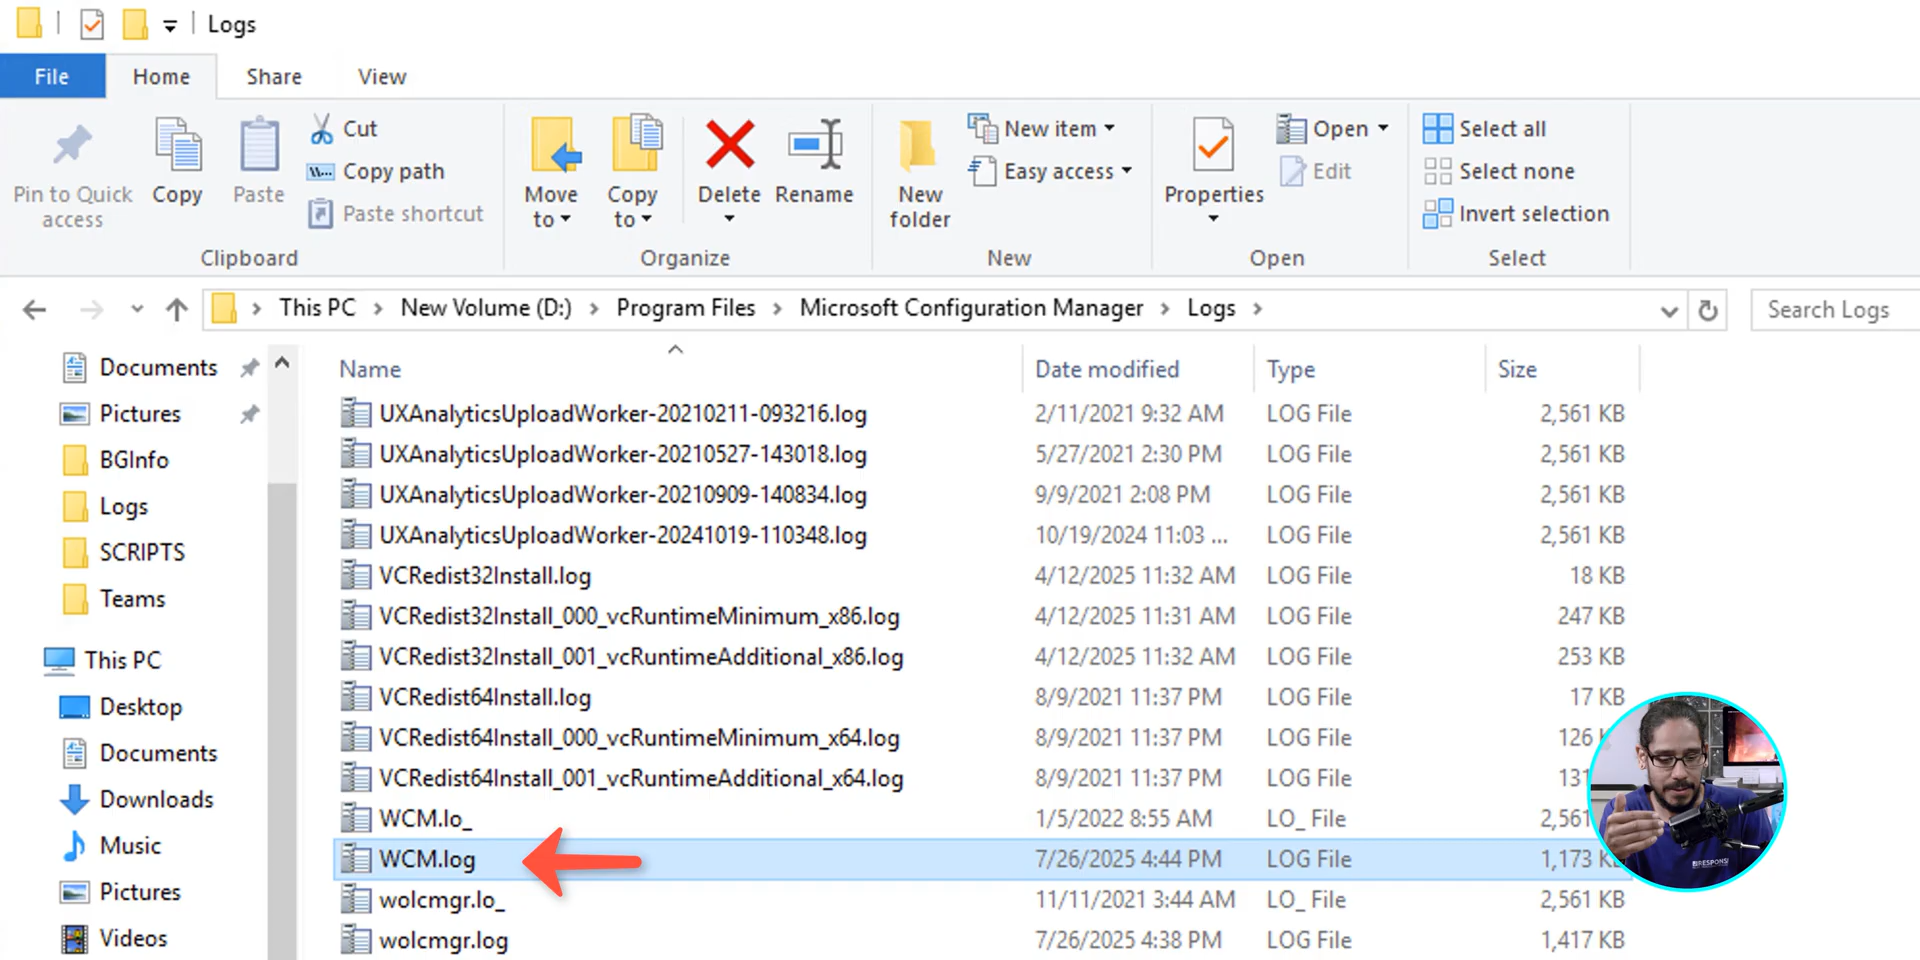 Logs
File Home Share View
Pin to Quick access
Copy
Paste
Cut
Copy path
Paste shortcut
Clipboard
Move to
Copy to
Delete
Rename
Organize
New folder
New item
Easy access
New
Properties
Open
Edit
Open
Select all
Select none
Invert selection
Select
This PC > New Volume (D:) > Program Files > Microsoft Configuration Manager > Logs >
Search Logs
Documents
Pictures
BGInfo
Logs
SCRIPTS
Teams
This PC
Desktop
Documents
Downloads
Music
Pictures
Videos
Name Date modified Type Size
UXAnalyticsUploadWorker-20210211-093216.log 2/11/2021 9:32 AM LOG File 2,561 KB
UXAnalyticsUploadWorker-20210527-143018.log 5/27/2021 2:30 PM LOG File 2,561 KB
UXAnalyticsUploadWorker-20210909-140834.log 9/9/2021 2:08 PM LOG File 2,561 KB
UXAnalyticsUploadWorker-20241019-110348.log 10/19/2024 11:03 ... LOG File 2,561 KB
VCRedist32Install.log 4/12/2025 11:32 AM LOG File 18 KB
VCRedist32Install_000_vcRuntimeMinimum_x86.log 4/12/2025 11:31 AM LOG File 247 KB
VCRedist32Install_001_vcRuntimeAdditional_x86.log 4/12/2025 11:32 AM LOG File 253 KB
VCRedist64Install.log 8/9/2021 11:37 PM LOG File 17 KB
VCRedist64Install_000_vcRuntimeMinimum_x64.log 8/9/2021 11:37 PM LOG File 126
VCRedist64Install_001_vcRuntimeAdditional_x64.log 8/9/2021 11:37 PM LOG File 131
WCM.lo_ 1/5/2022 8:55 AM LO_ File 2,561
WCM.log 7/26/2025 4:44 PM LOG File 1,173
wolcmgr.lo_ 11/11/2021 3:44 AM LO_ File 2,561 KB
wolcmgr.log 7/26/2025 4:38 PM LOG File 1,417 KB